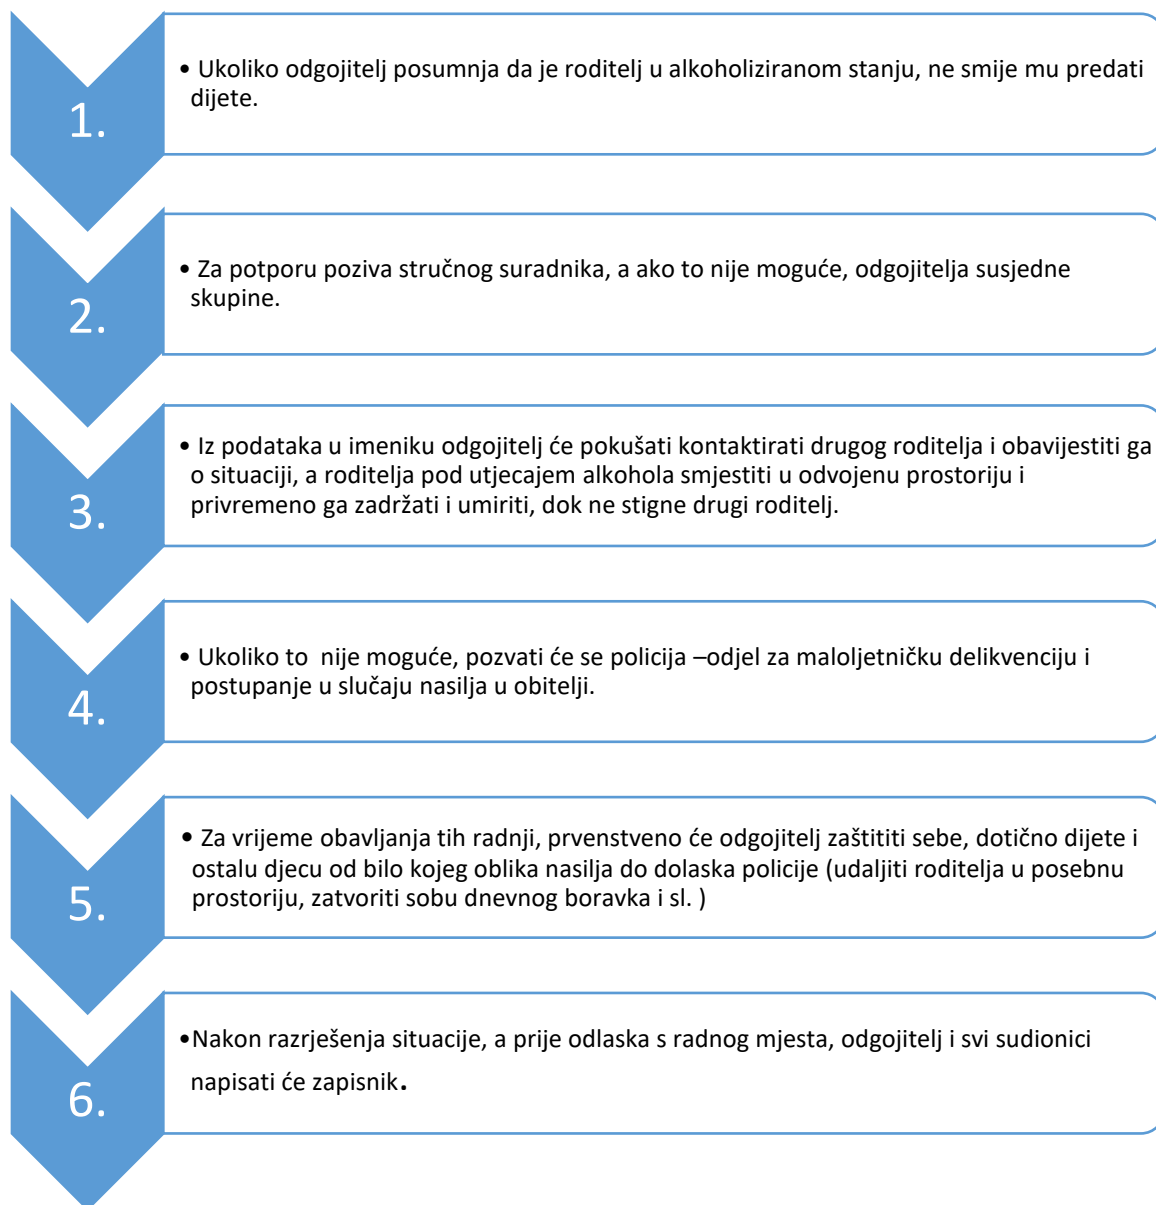 1.
• Ukoliko odgojitelj posumnja da je roditelj u alkoholiziranom stanju, ne smije mu predati
dijete.
2.
• Za potporu poziva stručnog suradnika, a ako to nije moguće, odgojitelja susjedne
skupine.
3.
• Iz podataka u imeniku odgojitelj će pokušati kontaktirati drugog roditelja i obavijestiti ga
o situaciji, a roditelja pod utjecajem alkohola smjestiti u odvojenu prostoriju i
privremeno ga zadržati i umiriti, dok ne stigne drugi roditelj.
4.
• Ukoliko to  nije moguće, pozvati će se policija –odjel za maloljetničku delikvenciju i
postupanje u slučaju nasilja u obitelji.
5.
• Za vrijeme obavljanja tih radnji, prvenstveno će odgojitelj zaštititi sebe, dotično dijete i
ostalu djecu od bilo kojeg oblika nasilja do dolaska policije (udaljiti roditelja u posebnu
prostoriju, zatvoriti sobu dnevnog boravka i sl. )
6.
•Nakon razrješenja situacije, a prije odlaska s radnog mjesta, odgojitelj i svi sudionici
napisati će zapisnik.